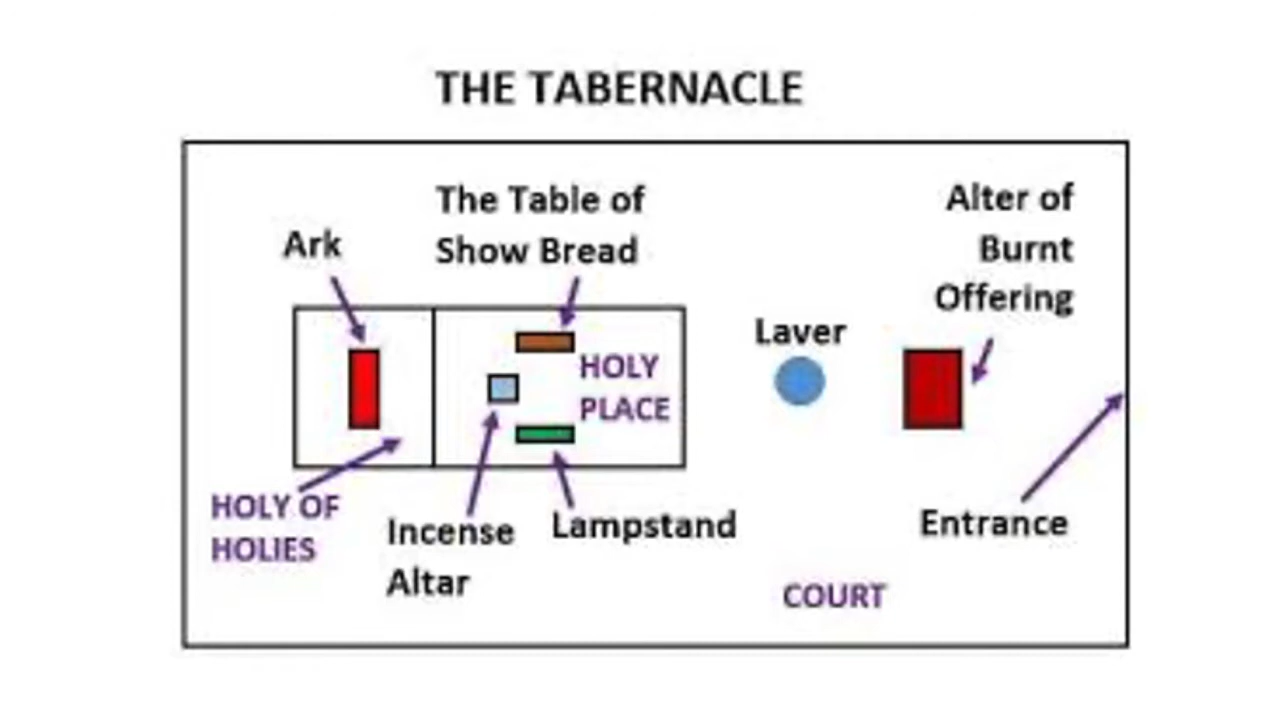 THE TABERNACLE
The Table of
Show Bread
Ark
Alter of
Burnt
Offering
Laver
HOLY
PLACE
HOLY OF
HOLIES
Incense
Altar
Lampstand
Entrance
COURT